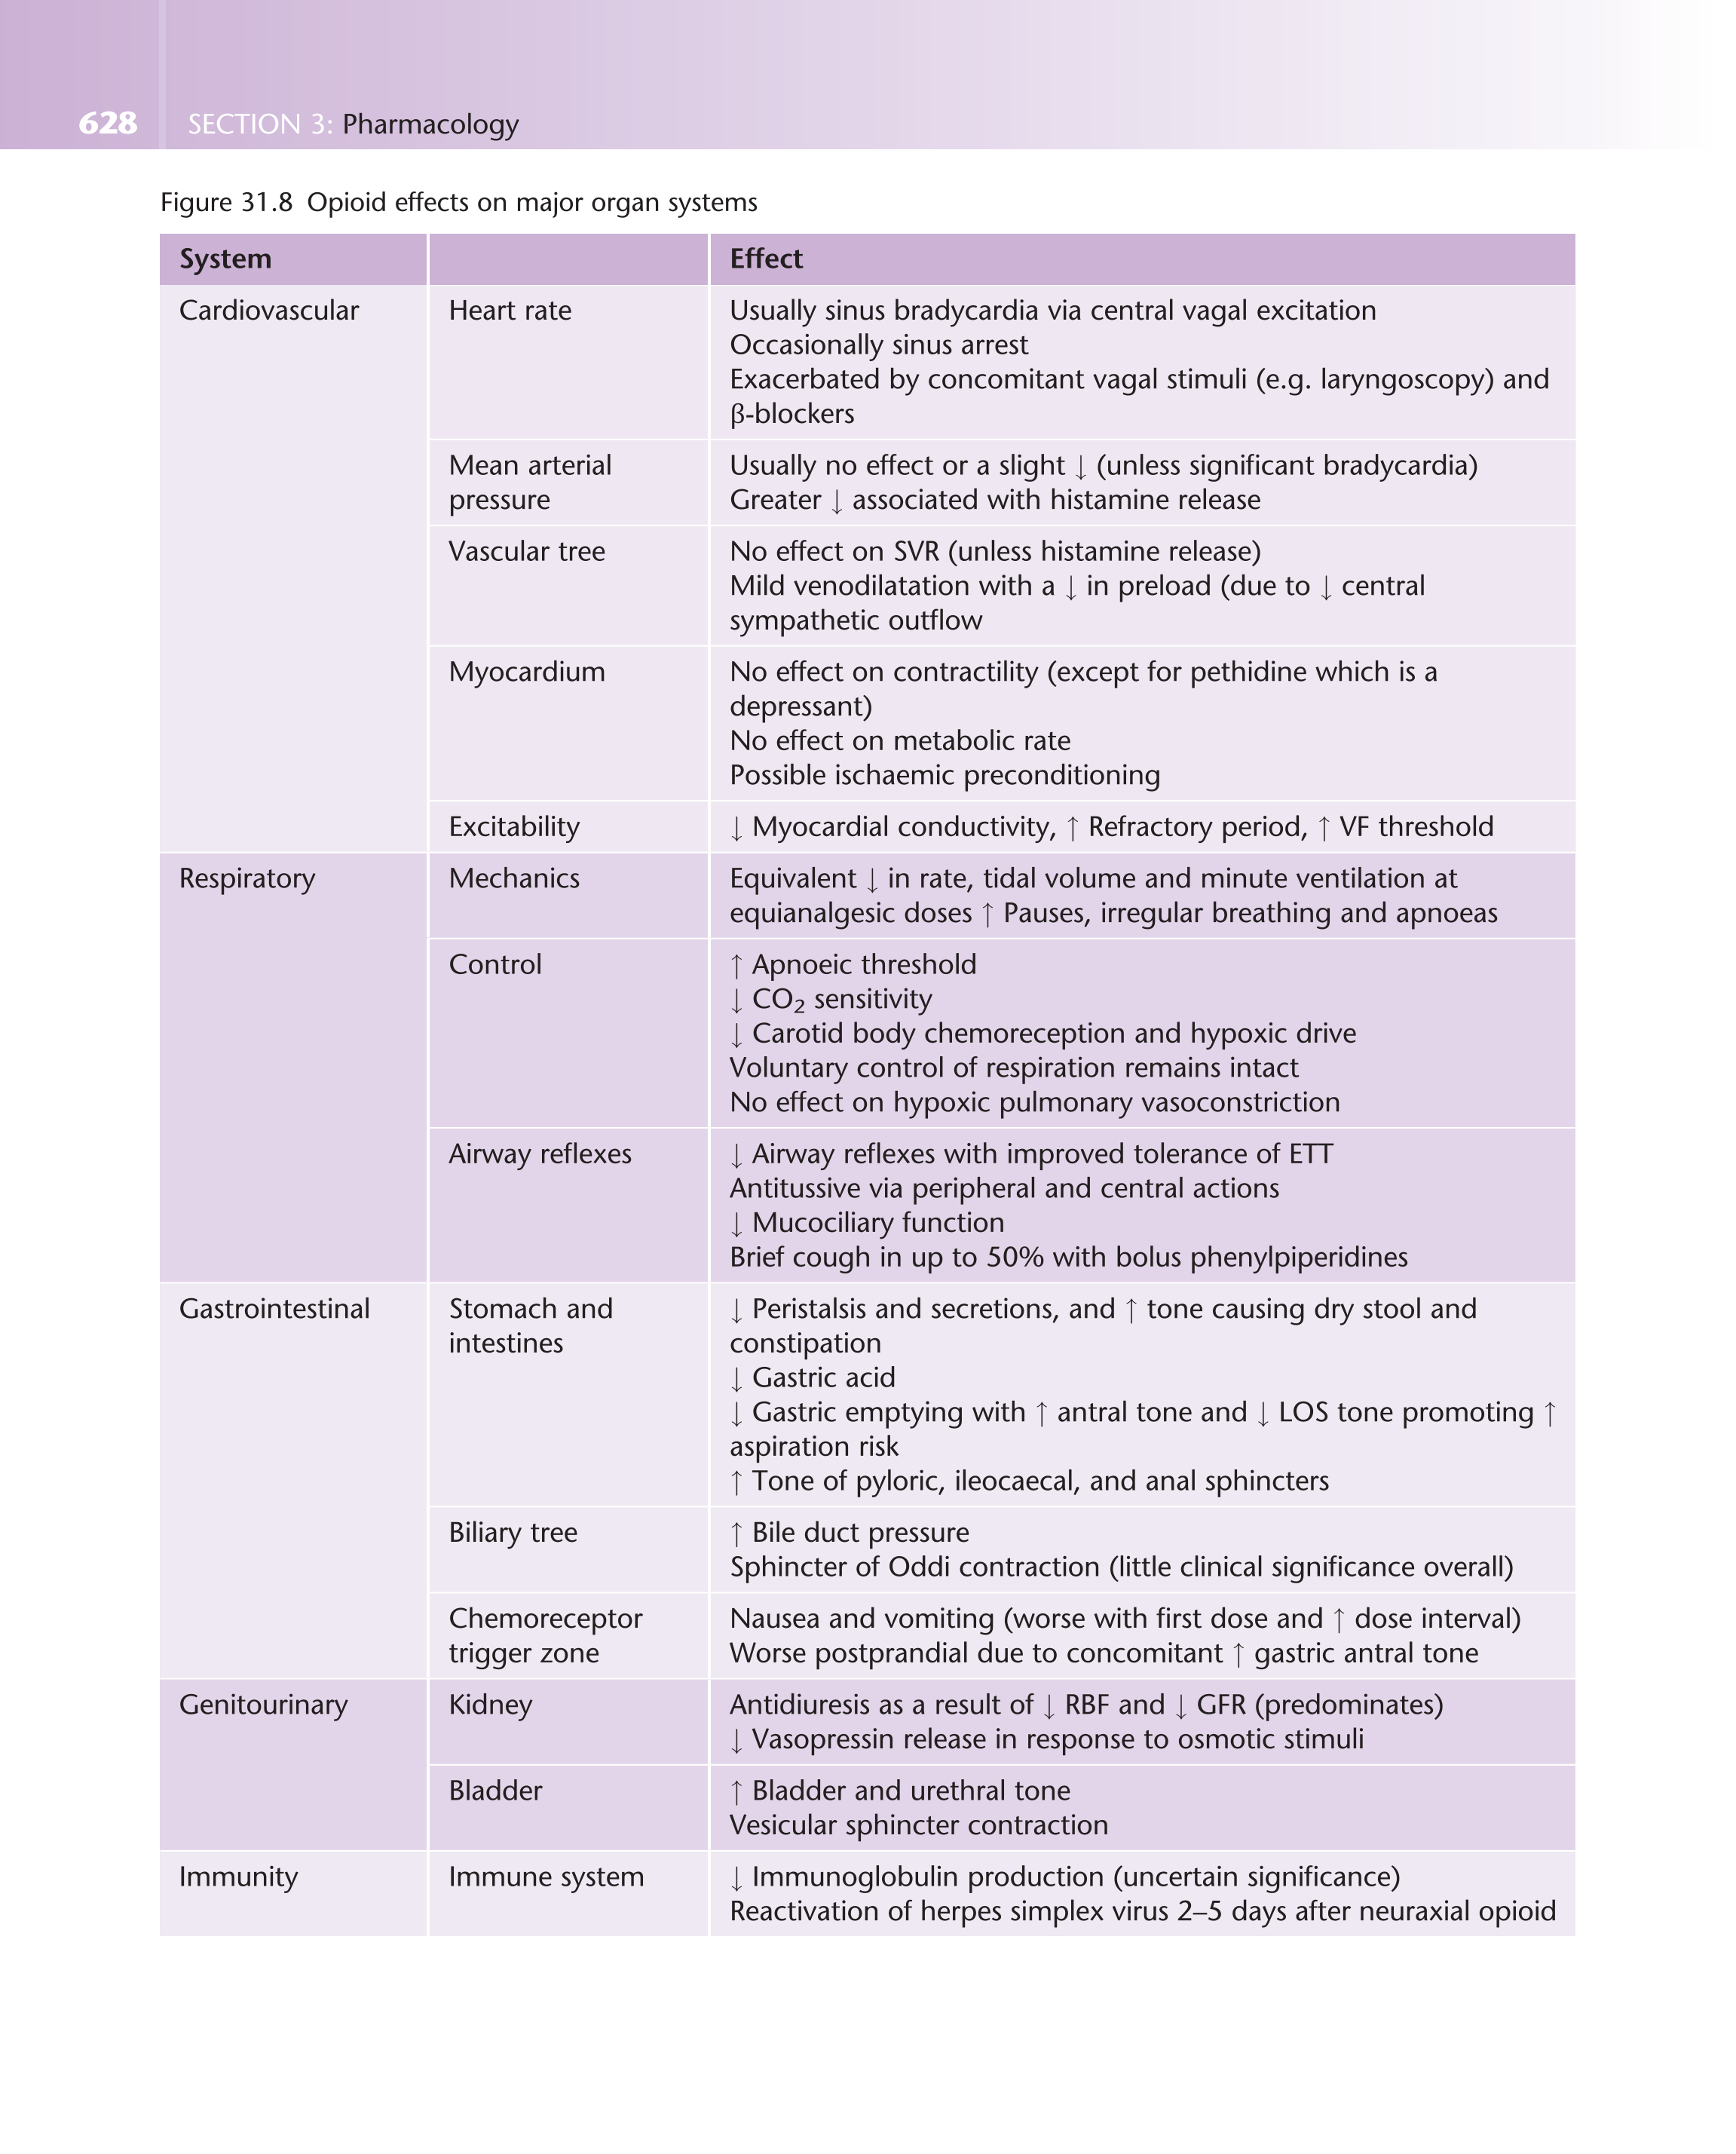 628 SECTION 3: Pharmacology
Figure 31.8 Opioid effects on major organ systems
System Effect
Cardiovascular Heart rate Usually sinus bradycardia via central vagal excitation
Occasionally sinus arrest
Exacerbated by concomitant vagal stimuli (e.g. laryngoscopy) and
β-blockers
Mean arterial Usually no effect or a slight ↓ (unless significant bradycardia)
pressure Greater ↓ associated with histamine release
Vascular tree No effect on SVR (unless histamine release)
Mild venodilatation with a ↓ in preload (due to ↓ central
sympathetic outflow
Myocardium No effect on contractility (except for pethidine which is a
depressant)
No effect on metabolic rate
Possible ischaemic preconditioning
Excitability ↓ Myocardial conductivity, ↑ Refractory period, ↑ VF threshold
Respiratory Mechanics Equivalent ↓ in rate, tidal volume and minute ventilation at
equianalgesic doses ↑ Pauses, irregular breathing and apnoeas
Control ↑ Apnoeic threshold
↓ CO₂ sensitivity
↓ Carotid body chemoreception and hypoxic drive
Voluntary control of respiration remains intact
No effect on hypoxic pulmonary vasoconstriction
Airway reflexes ↓ Airway reflexes with improved tolerance of ETT
Antitussive via peripheral and central actions
↓ Mucociliary function
Brief cough in up to 50% with bolus phenylpiperidines
Gastrointestinal Stomach and ↓ Peristalsis and secretions, and ↑ tone causing dry stool and
intestines constipation
↓ Gastric acid
↓ Gastric emptying with ↑ antral tone and ↓ LOS tone promoting ↑
aspiration risk
↑ Tone of pyloric, ileocaecal, and anal sphincters
Biliary tree ↑ Bile duct pressure
Sphincter of Oddi contraction (little clinical significance overall)
Chemoreceptor Nausea and vomiting (worse with first dose and ↑ dose interval)
trigger zone Worse postprandial due to concomitant ↑ gastric antral tone
Genitourinary Kidney Antidiuresis as a result of ↓ RBF and ↓ GFR (predominates)
↓ Vasopressin release in response to osmotic stimuli
Bladder ↑ Bladder and urethral tone
Vesicular sphincter contraction
Immunity Immune system ↓ Immunoglobulin production (uncertain significance)
Reactivation of herpes simplex virus 2–5 days after neuraxial opioid